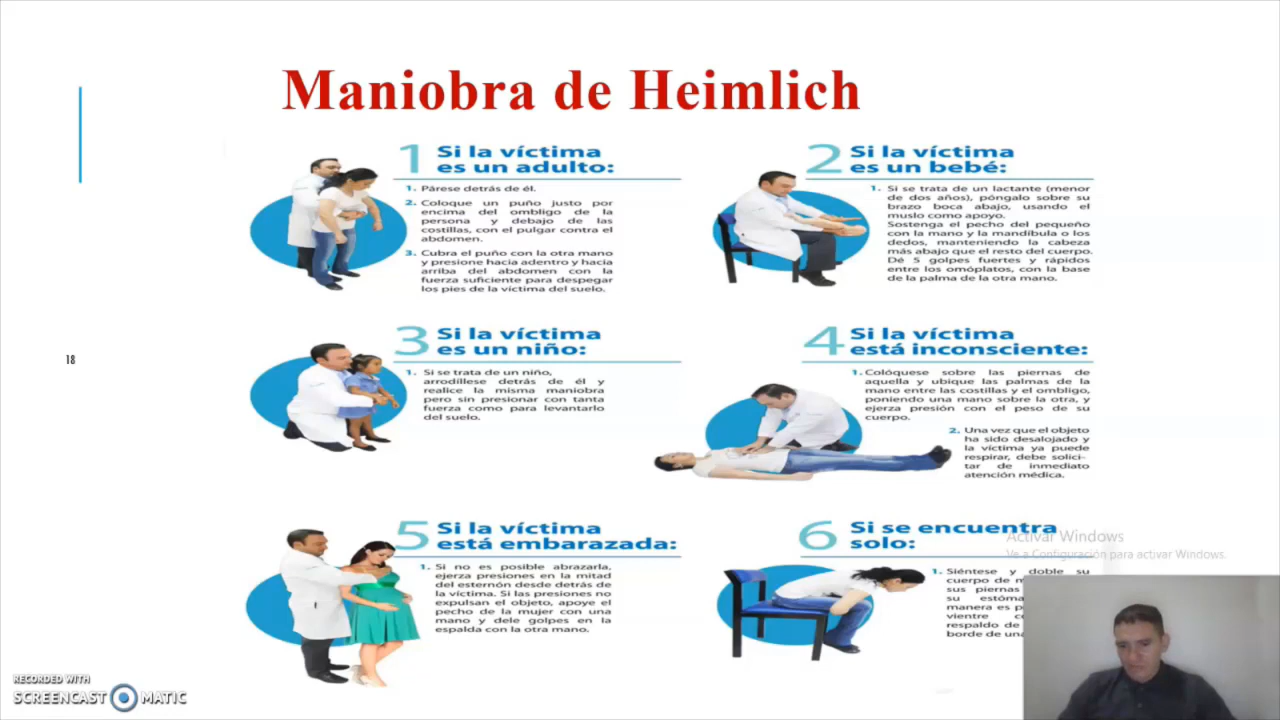 Maniobra de Heimlich
1 Si la víctima
es un adulto:
1. Párese detrás de él.
2. Coloque un puño justo por
encima del ombligo de la
persona y debajo de las
costillas, con el pulgar contra el
abdomen.
3. Cubra el puño con la otra mano
y presione hacia adentro y hacia
arriba del abdomen con la
fuerza suficiente para despegar
los pies de la víctima del suelo.
2 Si la víctima
es un bebé:
1. Si se trata de un lactante (menor
de dos años), póngalo sobre su
brazo boca abajo, usando el
muslo como apoyo.
Sostenga el pecho del pequeño
con la mano y la mandíbula o los
dedos, manteniendo la cabeza
más abajo que el resto del cuerpo.
Dé 5 golpes fuertes y rápidos
entre los omóplatos, con la base
de la palma de la otra mano.
3 Si la víctima
es un niño:
1. Si se trata de un niño,
arrodíllese detrás de él y
realice la misma maniobra
pero sin presionar con tanta
fuerza como para levantarlo
del suelo.
4 Si la víctima
está inconsciente:
1. Colóquese sobre las piernas de
aquella y ubique las palmas de la
mano entre las costillas y el ombligo,
poniendo una mano sobre la otra, y
ejerza presión con el peso de su
cuerpo.
2. Una vez que el objeto
ha sido desalojado y
la víctima ya puede
respirar, debe solici-
tar de inmediato
atención médica.
18
5 Si la víctima
está embarazada:
1. Si no es posible abrazarla,
ejerza presiones en la mitad
del esternón desde detrás de
la víctima. Si las presiones no
expulsan el objeto, apoye el
pecho de la mujer con una
mano y dele golpes en la
espalda con la otra mano.
6 Si se encuentra
solo:
1. Siéntese y doble su
cuerpo de
sus piernas
su
manera es
vientre
respaldo de
borde de
Activar Windows
Ve a Configuración para activar Windows.
RECORDED WITH
SCREENCAST MATIC